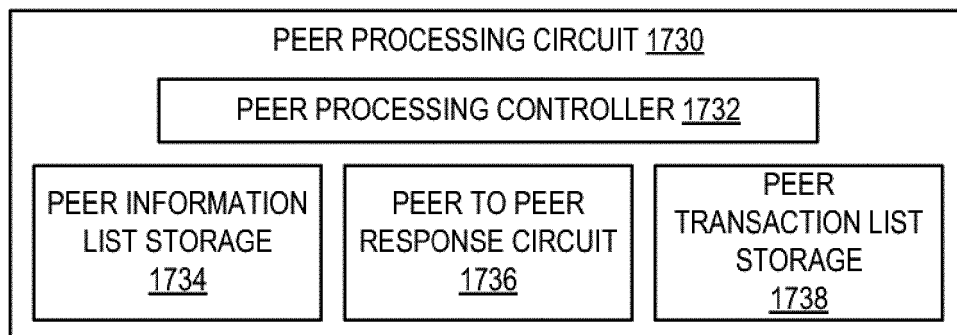 PEER PROCESSING CIRCUIT 1730
PEER PROCESSING CONTROLLER 1732
PEER INFORMATION
LIST STORAGE
1734
PEER TO PEER
RESPONSE CIRCUIT
1736
PEER
TRANSACTION LIST
STORAGE
1738